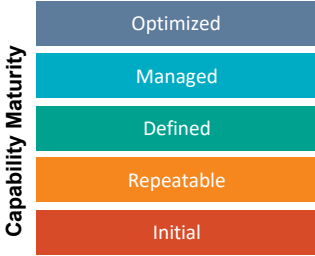 Capability Maturity
Optimized
Managed
Defined
Repeatable
Initial